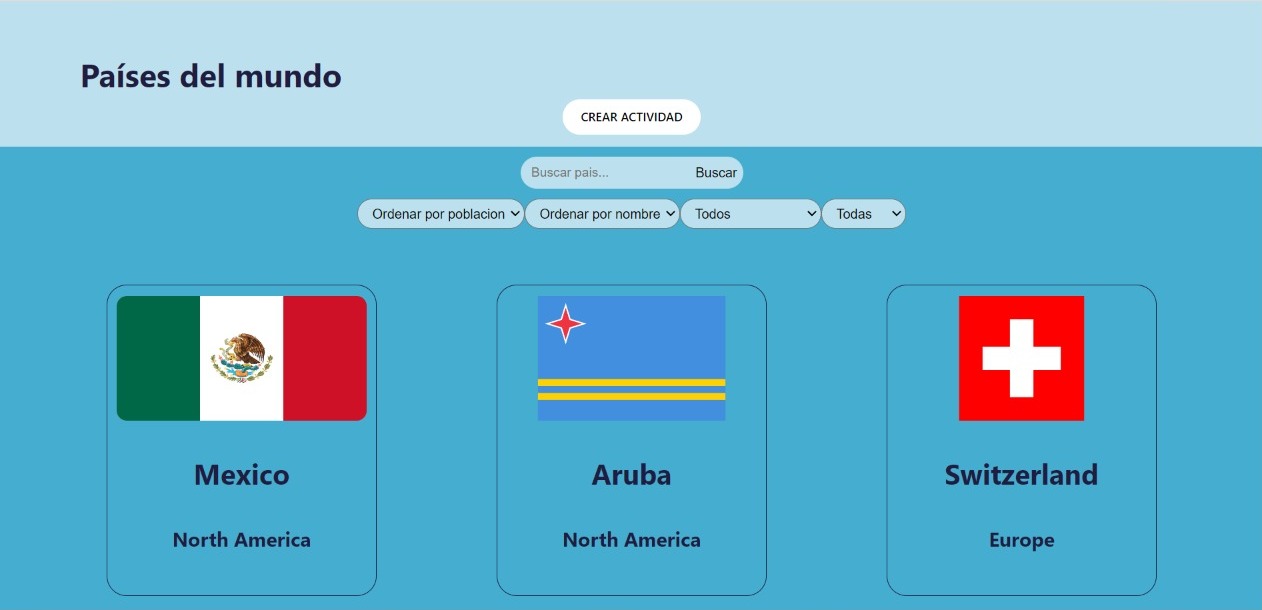 Países del mundo
CREAR ACTIVIDAD
Buscar pais... Buscar
Ordenar por poblacion Ordenar por nombre Todos Todas
Mexico Aruba Switzerland
North America North America Europe